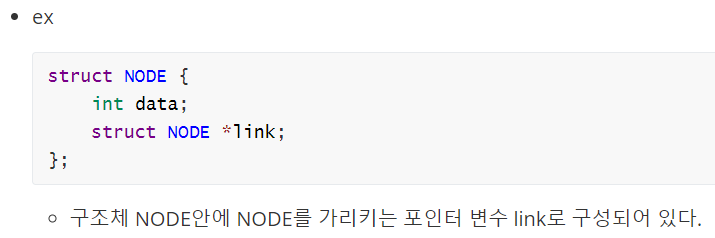 ex
struct NODE {
int data;
struct NODE *link;
};
구조체 NODE안에 NODE를 가리키는 포인터 변수 link로 구성되어 있다.